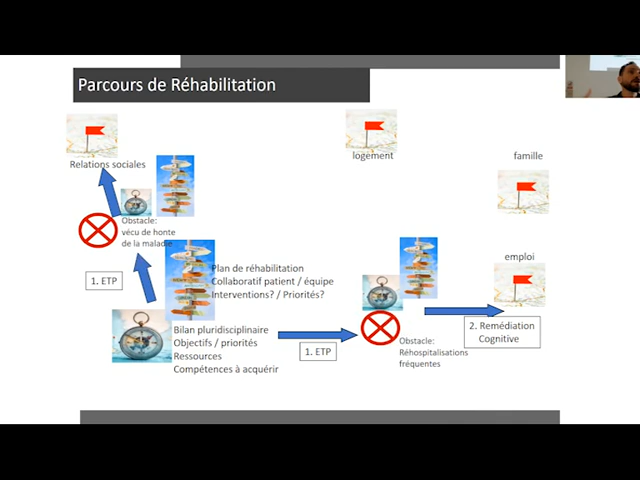 Parcours de Réhabilitation
logement
famille
Relations sociales
Obstacle:
vécu de honte
de la maladie
1. ETP
Plan de réhabilitation
Collaboratif patient / équipe
Interventions? / Priorités?
emploi
Bilan pluridisciplinaire
Objectifs / priorités
Ressources
Compétences à acquérir
1. ETP
Obstacle:
Réhospitalisations
fréquentes
2. Remédiation
Cognitive